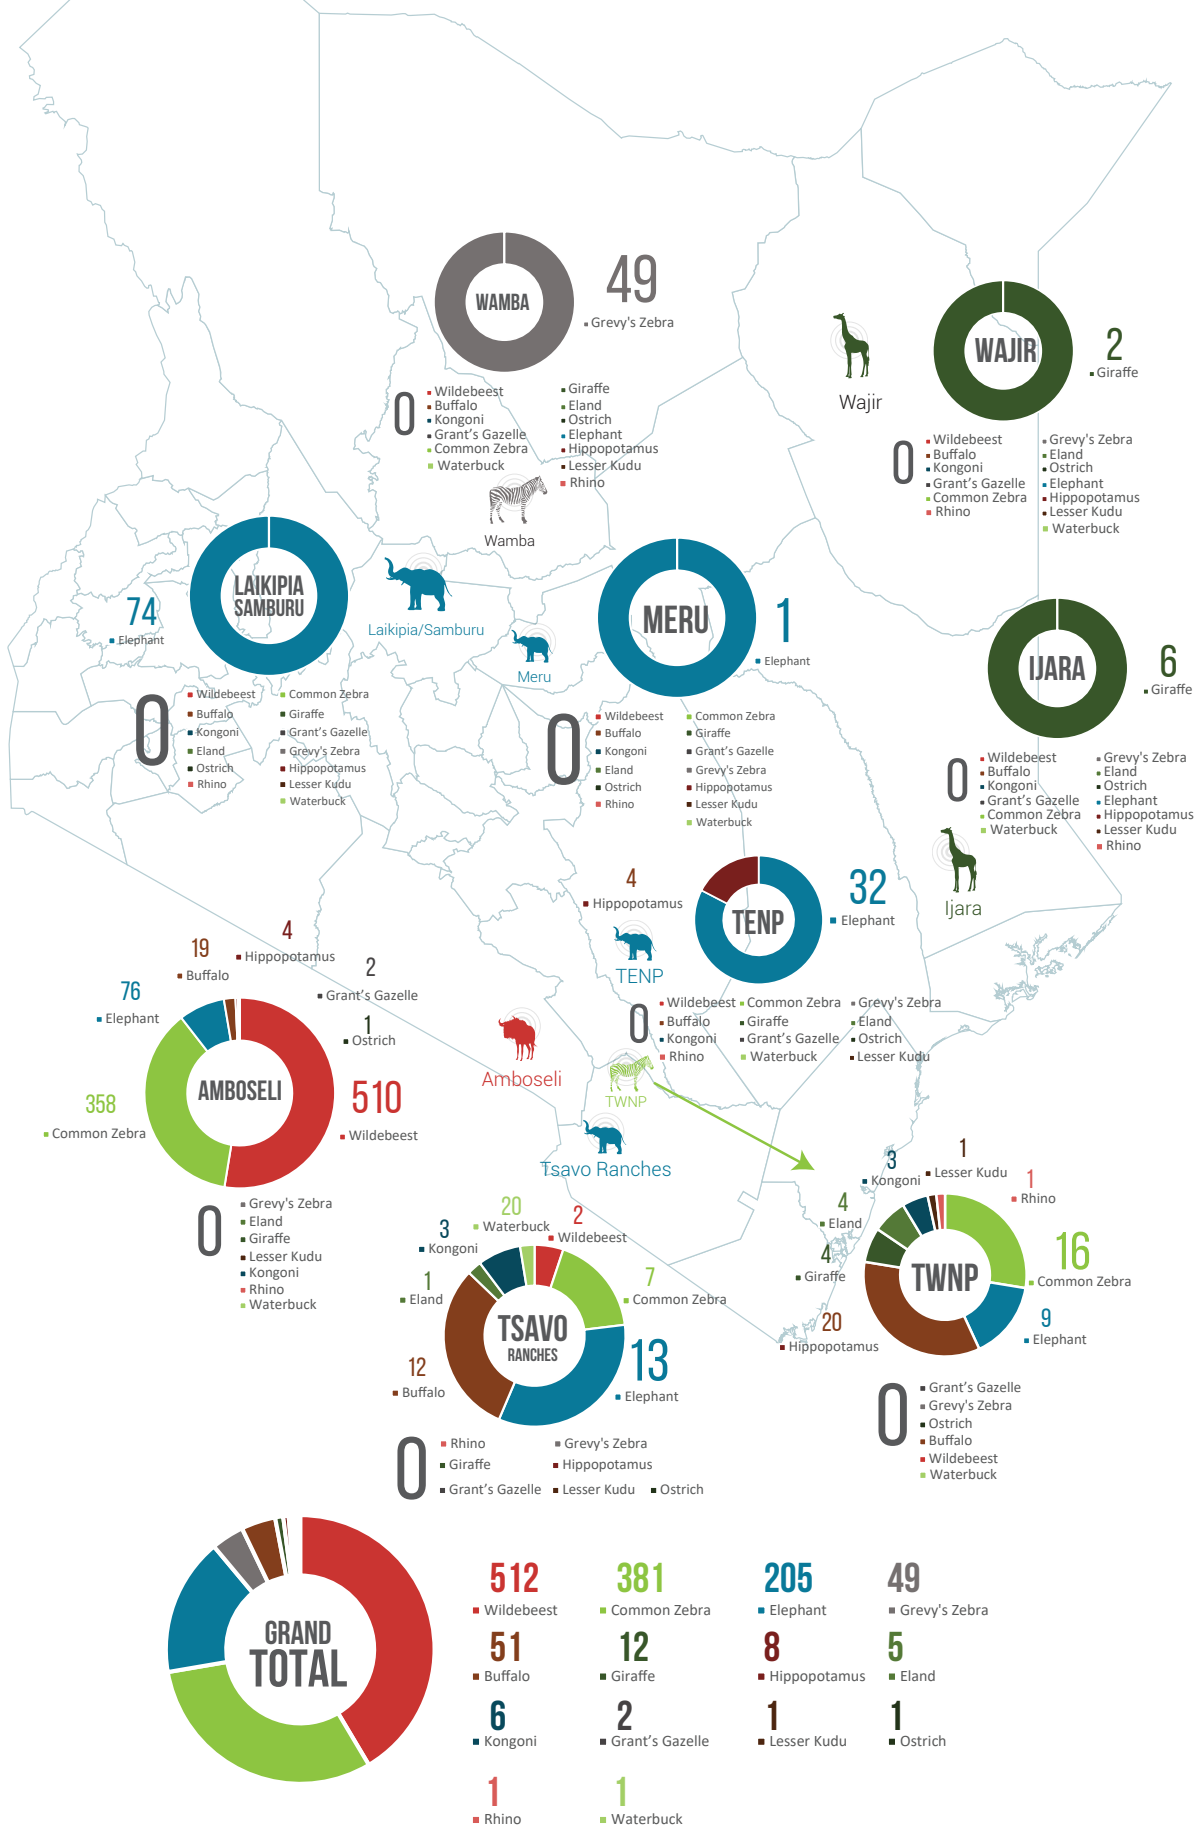 WAMBA
49
Grevy's Zebra
0
Wildebeest
Buffalo
Kongoni
Grant's Gazelle
Common Zebra
Waterbuck
Giraffe
Eland
Ostrich
Elephant
Hippopotamus
Lesser Kudu
Rhino
Wamba
Wajir
WAJIR
2
Giraffe
0
Wildebeest
Buffalo
Kongoni
Grant's Gazelle
Common Zebra
Rhino
Grevy's Zebra
Eland
Ostrich
Elephant
Hippopotamus
Lesser Kudu
Waterbuck
LAIKIPIA
SAMBURU
74
Elephant
0
Wildebeest
Buffalo
Kongoni
Eland
Ostrich
Rhino
Common Zebra
Giraffe
Grant's Gazelle
Grevy's Zebra
Hippopotamus
Lesser Kudu
Waterbuck
Laikipia/Samburu
Meru
MERU
1
Elephant
0
Wildebeest
Buffalo
Kongoni
Eland
Ostrich
Rhino
Common Zebra
Giraffe
Grant's Gazelle
Grevy's Zebra
Hippopotamus
Lesser Kudu
Waterbuck
IJARA
6
Giraffe
0
Wildebeest
Buffalo
Kongoni
Grant's Gazelle
Common Zebra
Waterbuck
Grevy's Zebra
Eland
Ostrich
Elephant
Hippopotamus
Lesser Kudu
Rhino
Ijara
TENP
4
Hippopotamus
32
Elephant
TENP
0
Wildebeest
Buffalo
Kongoni
Rhino
Common Zebra
Giraffe
Grant's Gazelle
Waterbuck
Grevy's Zebra
Eland
Ostrich
Lesser Kudu
AMBOSELI
4
Hippopotamus
19
Buffalo
2
Grant's Gazelle
76
Elephant
1
Ostrich
358
Common Zebra
510
Wildebeest
0
Grevy's Zebra
Eland
Giraffe
Lesser Kudu
Kongoni
Rhino
Waterbuck
Amboseli
TWNP
Tsavo Ranches
TSAVO
RANCHES
20
Waterbuck
2
Wildebeest
3
Kongoni
7
Common Zebra
1
Eland
13
Elephant
12
Buffalo
0
Rhino
Giraffe
Grant's Gazelle
Grevy's Zebra
Hippopotamus
Lesser Kudu
Ostrich
TWNP
3
Kongoni
1
Lesser Kudu
1
Rhino
4
Eland
4
Giraffe
16
Common Zebra
20
Hippopotamus
9
Elephant
0
Grant's Gazelle
Grevy's Zebra
Ostrich
Buffalo
Wildebeest
Waterbuck
GRAND
TOTAL
512
Wildebeest
381
Common Zebra
205
Elephant
49
Grevy's Zebra
51
Buffalo
12
Giraffe
8
Hippopotamus
5
Eland
6
Kongoni
2
Grant's Gazelle
1
Lesser Kudu
1
Ostrich
1
Rhino
1
Waterbuck